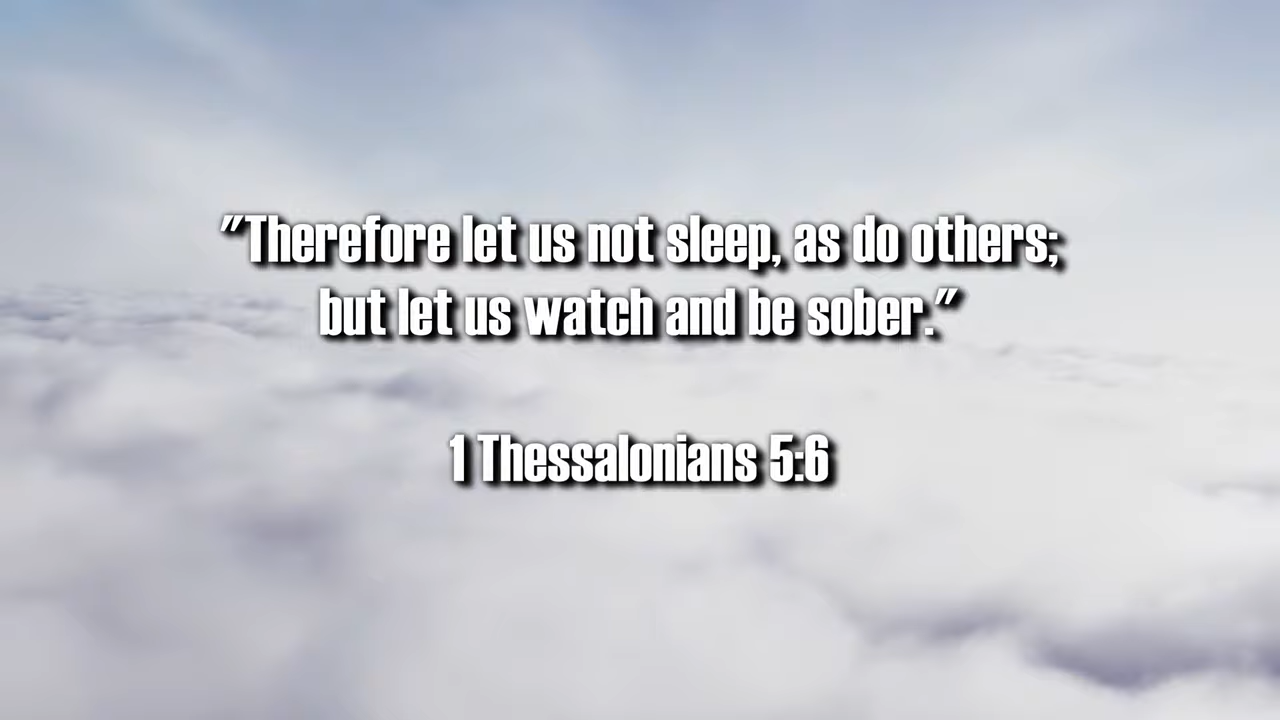 "Therefore let us not sleep, as do others;
but let us watch and be sober."
1 Thessalonians 5:6